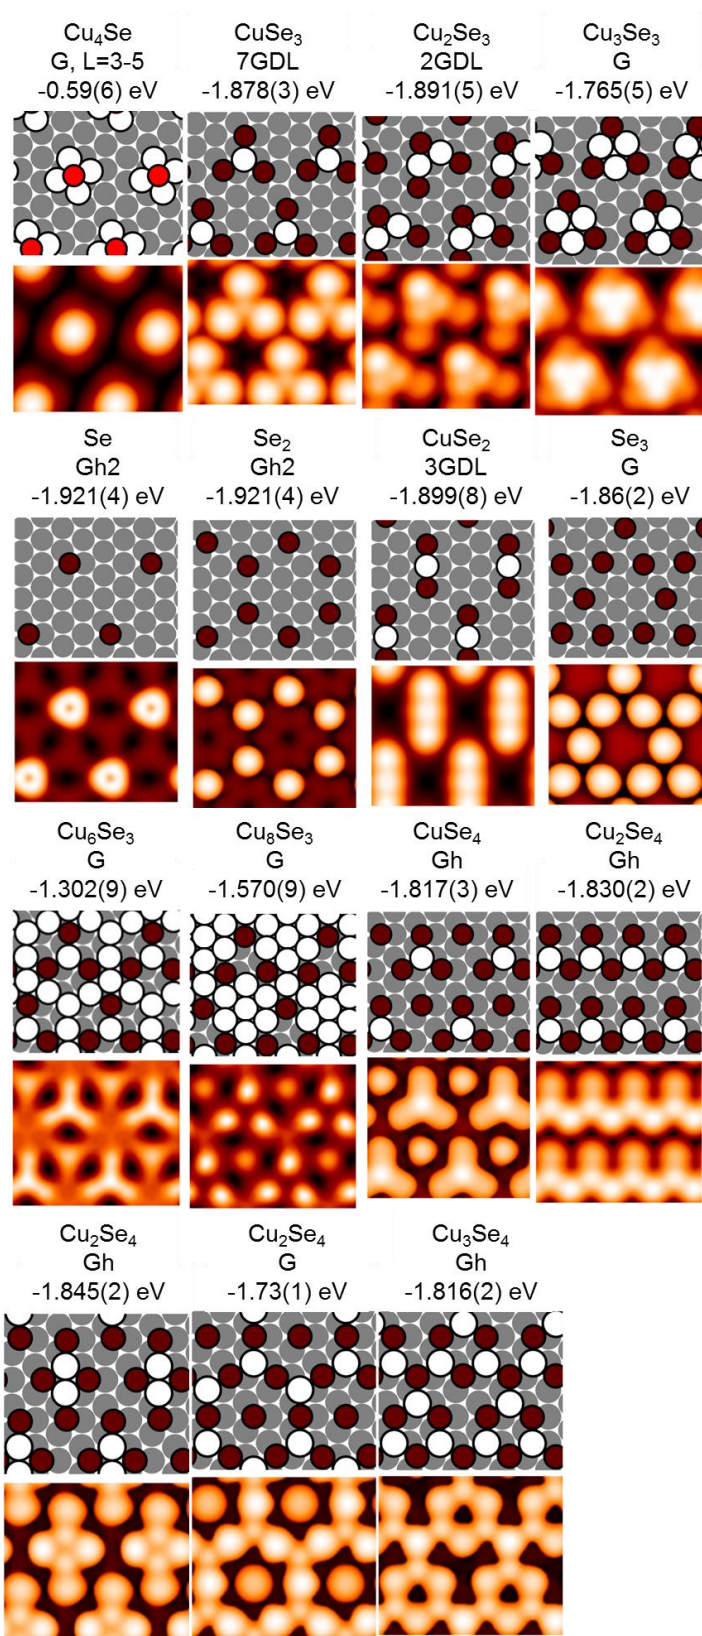 Cu₄Se
G, L=3-5
-0.59(6) eV
CuSe₃
7GDL
-1.878(3) eV
Cu₂Se₃
2GDL
-1.891(5) eV
Cu₃Se₃
G
-1.765(5) eV
Se
Gh2
-1.921(4) eV
Se₂
Gh2
-1.921(4) eV
CuSe₂
3GDL
-1.899(8) eV
Se₃
G
-1.86(2) eV
Cu₆Se₃
G
-1.302(9) eV
Cu₈Se₃
G
-1.570(9) eV
CuSe₄
Gh
-1.817(3) eV
Cu₂Se₄
Gh
-1.830(2) eV
Cu₂Se₄
Gh
-1.845(2) eV
Cu₂Se₄
G
-1.73(1) eV
Cu₃Se₄
Gh
-1.816(2) eV